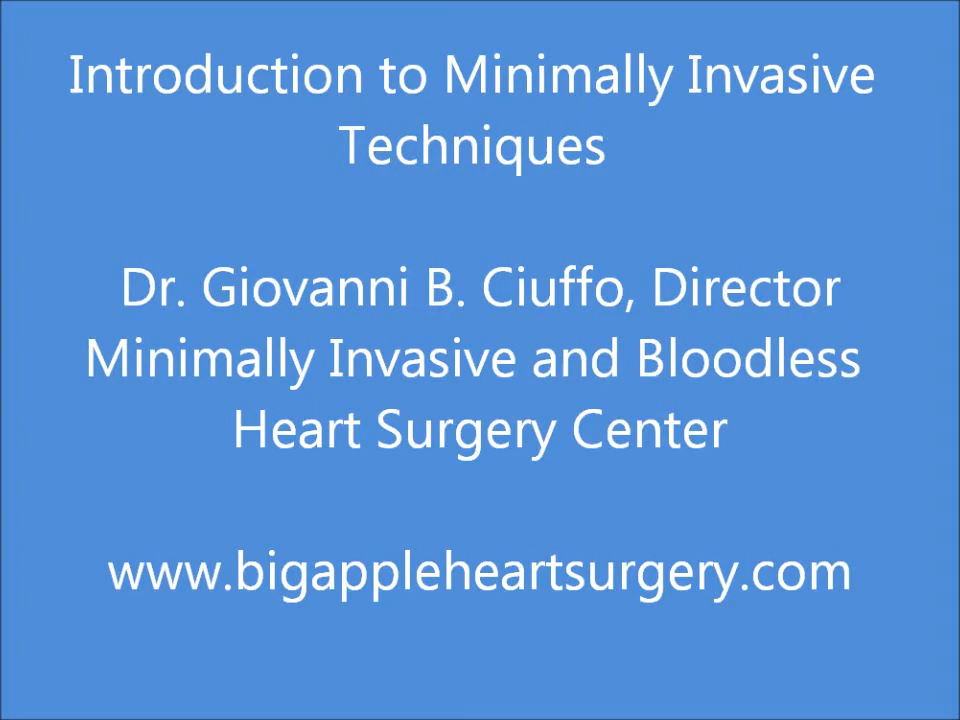 Introduction to Minimally Invasive
Techniques
Dr. Giovanni B. Ciuffo, Director
Minimally Invasive and Bloodless
Heart Surgery Center
www.bigappleheartsurgery.com